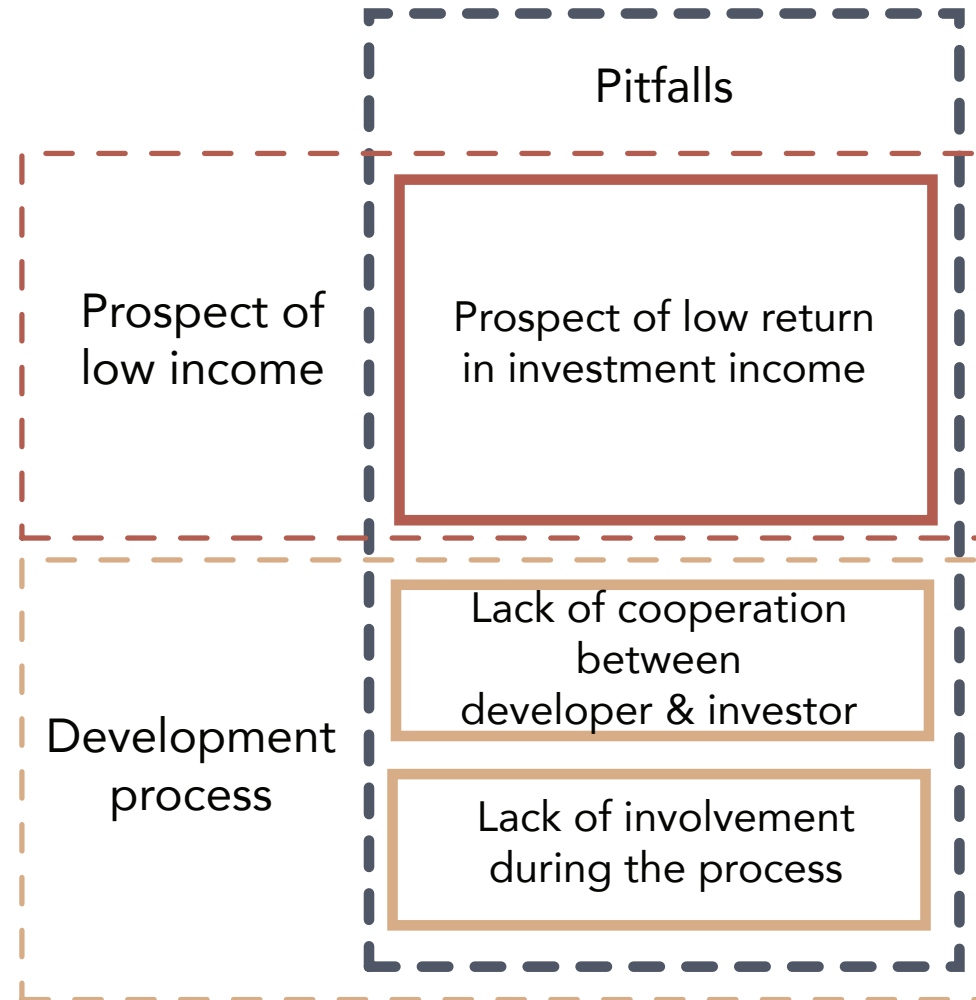 Pitfalls
Prospect of
low income
Prospect of low return
in investment income
Development
process
Lack of cooperation
between
developer & investor
Lack of involvement
during the process